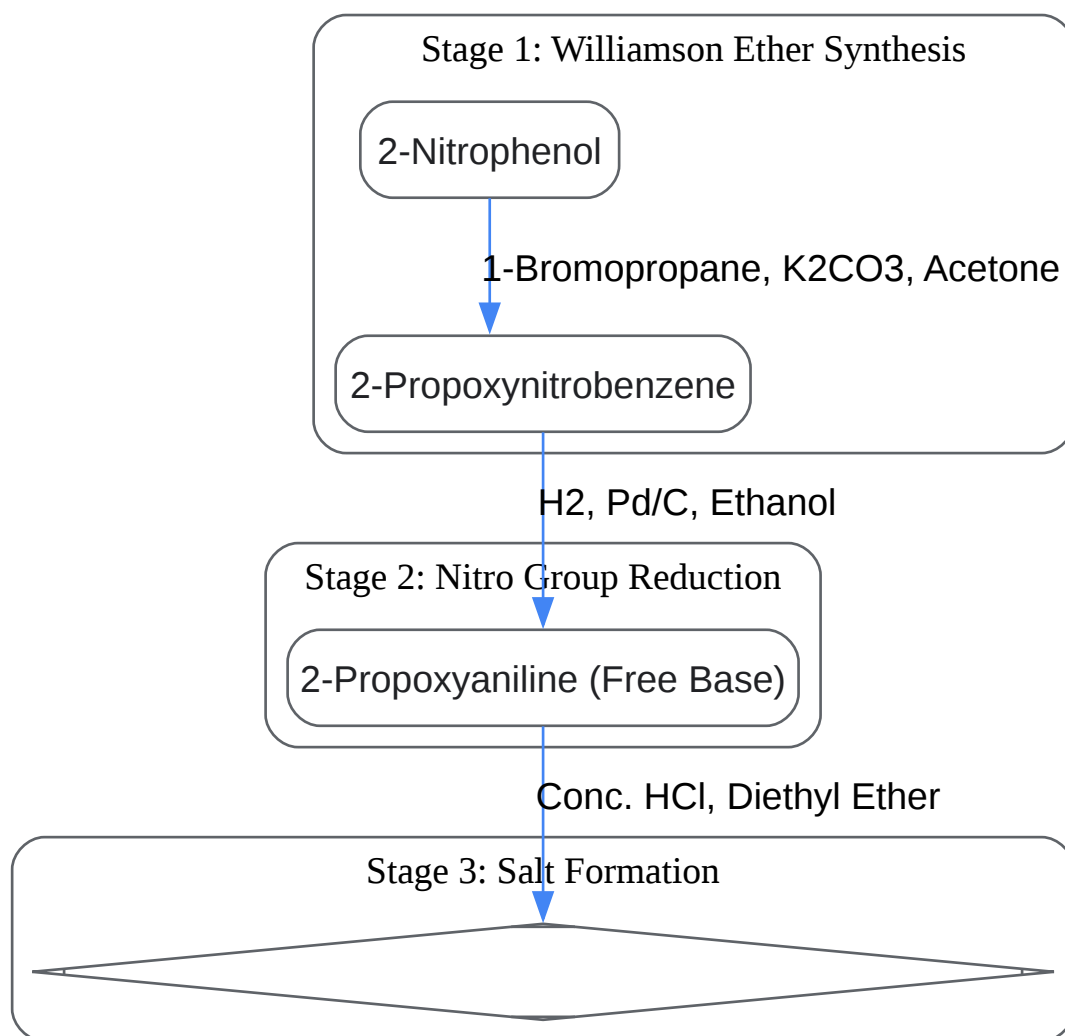 Stage 1: Williamson Ether Synthesis
2-Nitrophenol
1-Bromopropane, K2CO3, Acetone
2-Propoxynitrobenzene
H2, Pd/C, Ethanol
Stage 2: Nitro Group Reduction
2-Propoxyaniline (Free Base)
Conc. HCl, Diethyl Ether
Stage 3: Salt Formation